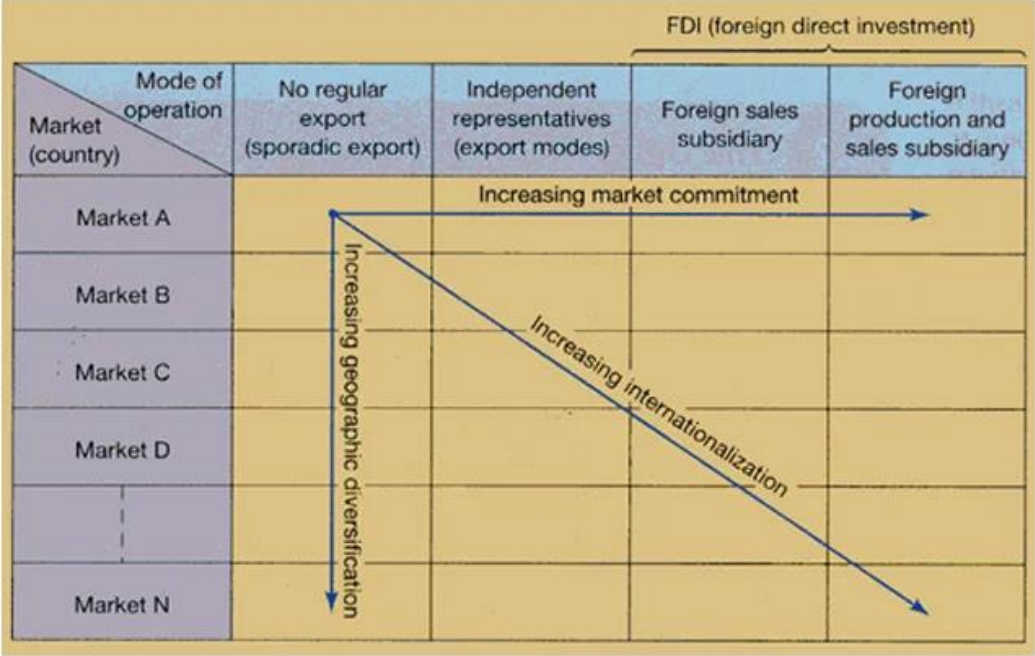 FDI (foreign direct investment)
Mode of
operation
Market
(country)
No regular
export
(sporadic export)
Independent
representatives
(export modes)
Foreign sales
subsidiary
Foreign
production and
sales subsidiary
Market A
Increasing market commitment
Market B
Market C
Market D
Market N
Increasing geographic diversification
Increasing internationalization